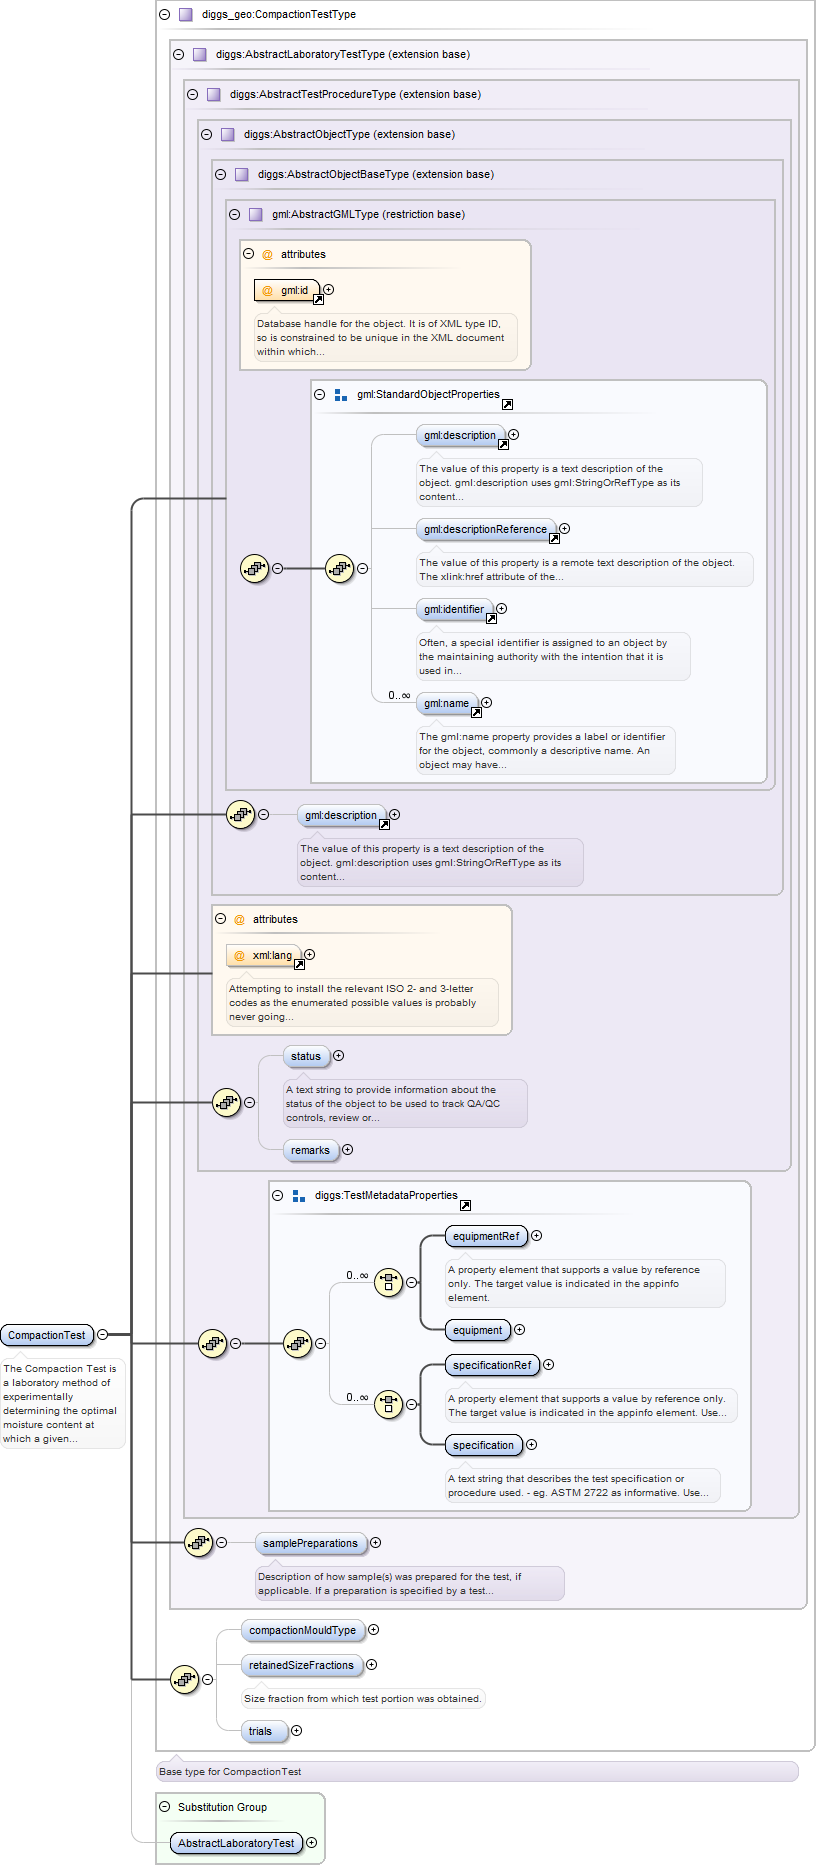 diggs_geo:CompactionTestType
diggs:AbstractLaboratoryTestType (extension base)
diggs:AbstractTestProcedureType (extension base)
diggs:AbstractObjectType (extension base)
diggs:AbstractObjectBaseType (extension base)
gml:AbstractGMLType (restriction base)
@ attributes
@ gml:id
Database handle for the object. It is of XML type ID,
so is constrained to be unique in the XML document
within which...
gml:StandardObjectProperties
gml:description
The value of this property is a text description of the
object. gml:description uses gml:StringOrRefType as its
content...
gml:descriptionReference
The value of this property is a remote text description of the object.
The xlink:href attribute of the...
gml:identifier
Often, a special identifier is assigned to an object by
the maintaining authority with the intention that it is
used in...
0..∞
gml:name
The gml:name property provides a label or identifier
for the object, commonly a descriptive name. An
object may have...
gml:description
The value of this property is a text description of the
object. gml:description uses gml:StringOrRefType as its
content...
@ attributes
@ xml:lang
Attempting to install the relevant ISO 2- and 3-letter
codes as the enumerated possible values is probably
never going...
status
A text string to provide information about the
status of the object to be used to track QA/QC
controls, review or...
remarks
diggs:TestMetadataProperties
0..∞
equipmentRef
A property element that supports a value by reference
only. The target value is indicated in the appinfo
element.
equipment
0..∞
specificationRef
A property element that supports a value by reference only.
The target value is indicated in the appinfo element. Use...
specification
A text string that describes the test specification or
procedure used. - eg. ASTM 2722 as informative. Use...
CompactionTest
The Compaction Test is
a laboratory method of
experimentally
determining the optimal
moisture content at
which a given...
samplePreparations
Description of how sample(s) was prepared for the test, if
applicable. If a preparation is specified by a test...
compactionMouldType
retainedSizeFractions
Size fraction from which test portion was obtained.
trials
Base type for CompactionTest
Substitution Group
AbstractLaboratoryTest